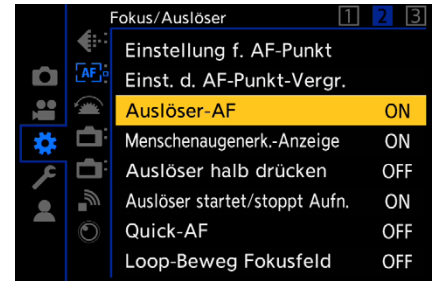 Fokus/Auslöser 1 2 3
AF
Einstellung f. AF-Punkt
Einst. d. AF-Punkt-Vergr.
Auslöser-AF ON
Menschenaugenerk.-Anzeige ON
Auslöser halb drücken OFF
Auslöser startet/stoppt Aufn. ON
Quick-AF OFF
Loop-Beweg Fokusfeld OFF